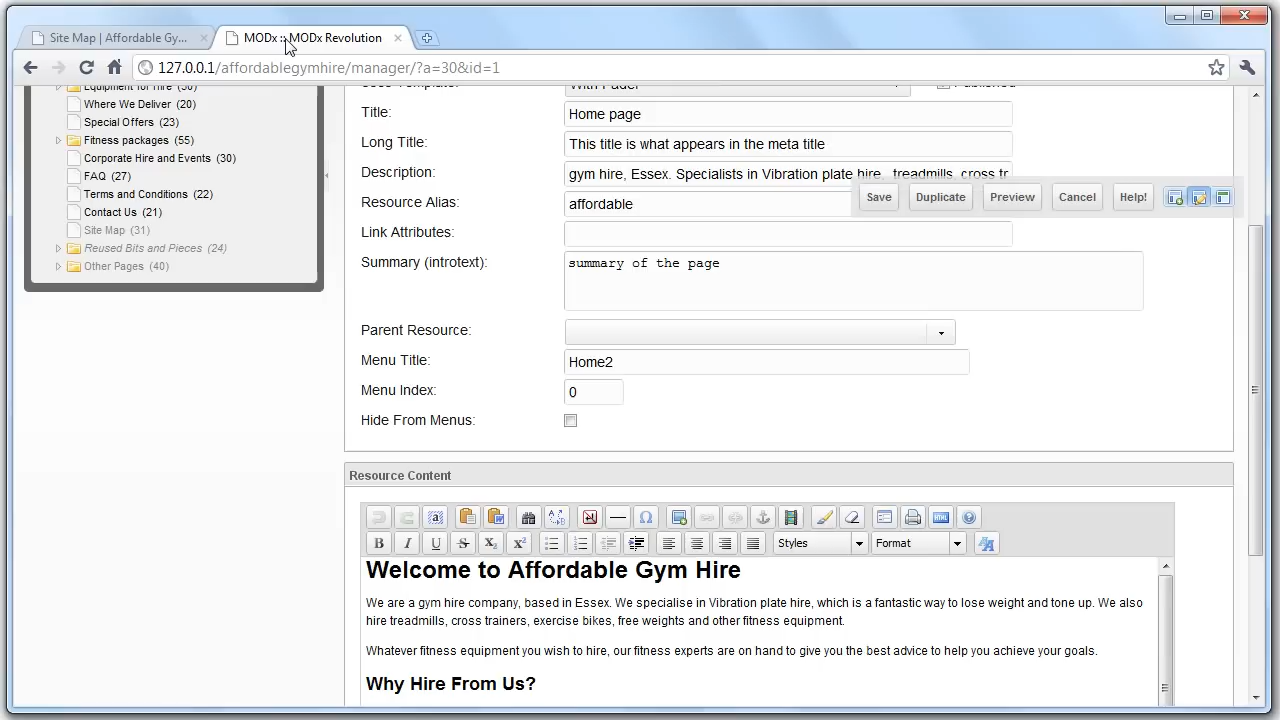 Site Map | Affordable Gy...
MODx :: MODx Revolution
127.0.0.1/affordablegymhire/manager/?a=30&id=1
Equipment for Hire
Where We Deliver (20)
Special Offers (23)
Fitness packages (55)
Corporate Hire and Events (30)
FAQ (27)
Terms and Conditions (22)
Contact Us (21)
Site Map (31)
Reused Bits and Pieces (24)
Other Pages (40)
Uses Template: With Fader Published
Title: Home page
Long Title: This title is what appears in the meta title
Description: gym hire, Essex. Specialists in Vibration plate hire, treadmills, cross tr
Save Duplicate Preview Cancel Help!
Resource Alias: affordable
Link Attributes:
Summary (introtext): summary of the page
Parent Resource:
Menu Title: Home2
Menu Index: 0
Hide From Menus:
Resource Content
Styles Format
Welcome to Affordable Gym Hire
We are a gym hire company, based in Essex. We specialise in Vibration plate hire, which is a fantastic way to lose weight and tone up. We also
hire treadmills, cross trainers, exercise bikes, free weights and other fitness equipment.
Whatever fitness equipment you wish to hire, our fitness experts are on hand to give you the best advice to help you achieve your goals.
Why Hire From Us?